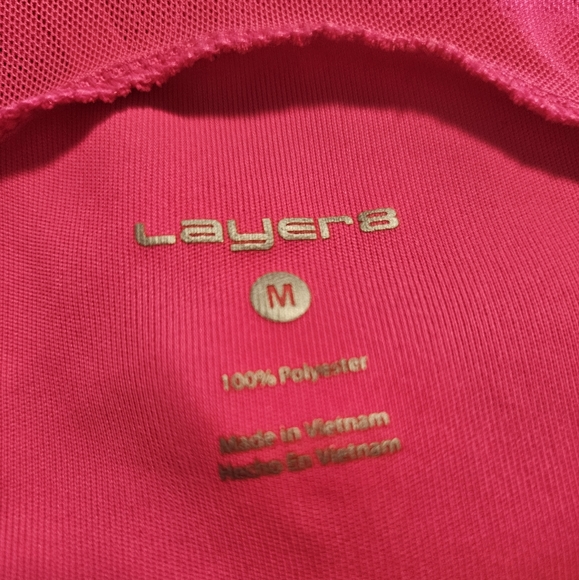 Layer8
M
100% Polyester
Made in Vietnam
Hecho En Vietnam